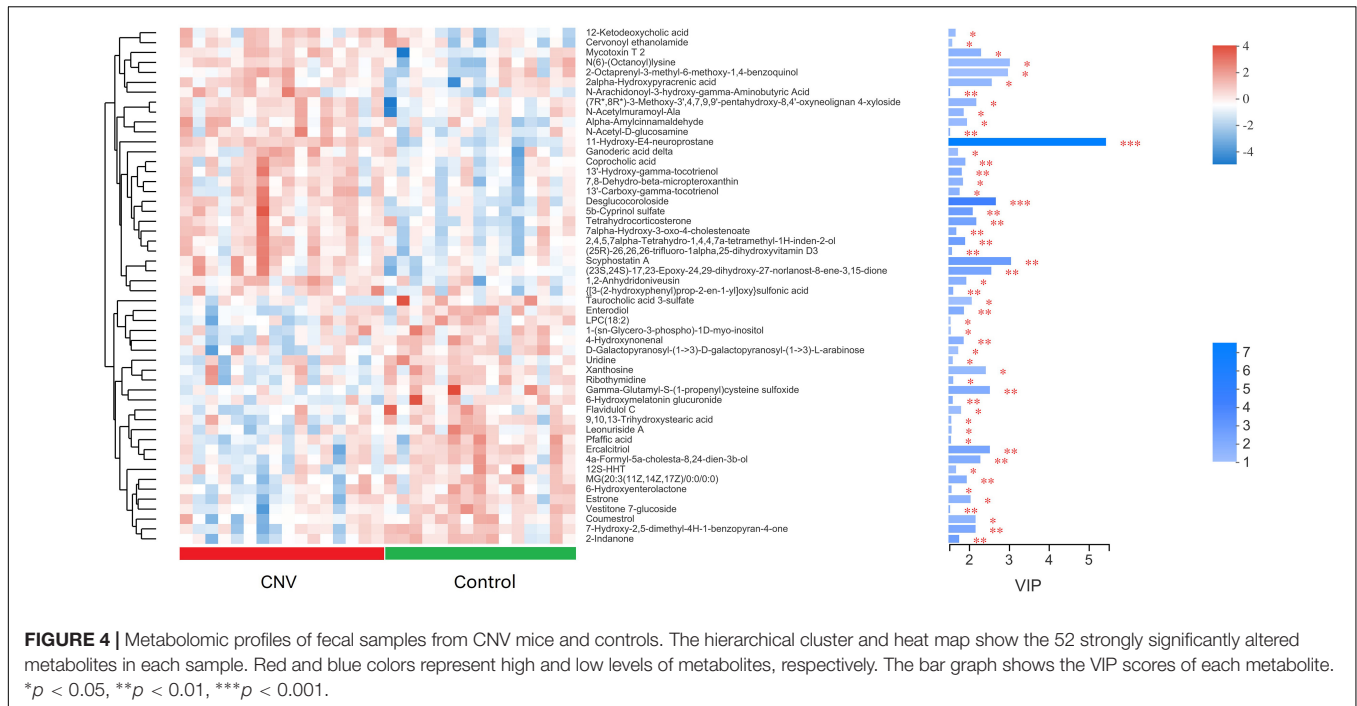 12-Ketodeoxycholic acid *
Cervonoyl ethanolamide *
Mycotoxin T 2 *
N(6)-(Octanoyl)lysine *
2-Octaprenyl-3-methyl-6-methoxy-1,4-benzoquinol *
2alpha-Hydroxypyracrenic acid *
N-Arachidonoyl-3-hydroxy-gamma-Aminobutyric Acid **
(7R*,8R*)-3-Methoxy-3',4,7,9,9'-pentahydroxy-8,4'-oxyneolignan 4-xyloside *
N-Acetylmuramoyl-Ala *
Alpha-Amylcinnamaldehyde *
N-Acetyl-D-glucosamine **
11-Hydroxy-E4-neuroprostane ***
Ganoderic acid delta *
Coprocholic acid **
13'-Hydroxy-gamma-tocotrienol **
7,8-Dehydro-beta-micropteroxanthin *
13'-Carboxy-gamma-tocotrienol *
Desglucocoroloside ***
5b-Cyprinol sulfate **
Tetrahydrocorticosterone **
7alpha-Hydroxy-3-oxo-4-cholestenoate **
2,4,5,7alpha-Tetrahydro-1,4,4,7a-tetramethyl-1H-inden-2-ol **
(25R)-26,26,26-trifluoro-1alpha,25-dihydroxyvitamin D3 **
Scyphostatin A **
(23S,24S)-17,23-Epoxy-24,29-dihydroxy-27-norlanost-8-ene-3,15-dione **
1,2-Anhydridoniveusin *
{[3-(2-hydroxyphenyl)prop-2-en-1-yl]oxy}sulfonic acid **
Taurocholic acid 3-sulfate *
Enterodiol **
LPC(18:2) *
1-(sn-Glycero-3-phospho)-1D-myo-inositol *
4-Hydroxynonenal **
D-Galactopyranosyl-(1->3)-D-galactopyranosyl-(1->3)-L-arabinose *
Uridine *
Xanthosine *
Ribothymidine *
Gamma-Glutamyl-S-(1-propenyl)cysteine sulfoxide **
6-Hydroxymelatonin glucuronide **
Flavidulol C *
9,10,13-Trihydroxystearic acid *
Leonuriside A *
Pfaffic acid *
Ercalcitriol **
4a-Formyl-5a-cholesta-8,24-dien-3b-ol **
12S-HHT *
MG(20:3(11Z,14Z,17Z)/0:0/0:0) **
6-Hydroxyenterolactone *
Estrone *
Vestitone 7-glucoside **
Coumestrol *
7-Hydroxy-2,5-dimethyl-4H-1-benzopyran-4-one **
2-Indanone **
4
2
0
-2
-4
7
6
5
4
3
2
1
2 3 4 5
VIP
CNV Control
FIGURE 4 | Metabolomic profiles of fecal samples from CNV mice and controls. The hierarchical cluster and heat map show the 52 strongly significantly altered
metabolites in each sample. Red and blue colors represent high and low levels of metabolites, respectively. The bar graph shows the VIP scores of each metabolite.
*p < 0.05, **p < 0.01, ***p < 0.001.